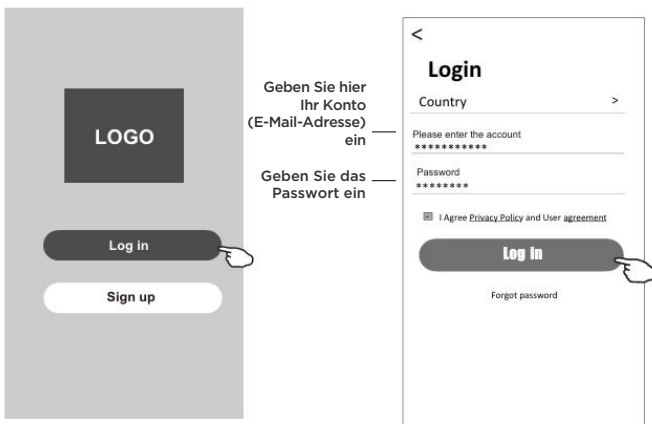 LOGO
Log in
Sign up
Geben Sie hier
Ihr Konto
(E-Mail-Adresse)
ein
Geben Sie das
Passwort ein
<
Login
Country >
Please enter the account
***********
Password
********
I Agree Privacy Policy and User agreement
Log in
Forgot password